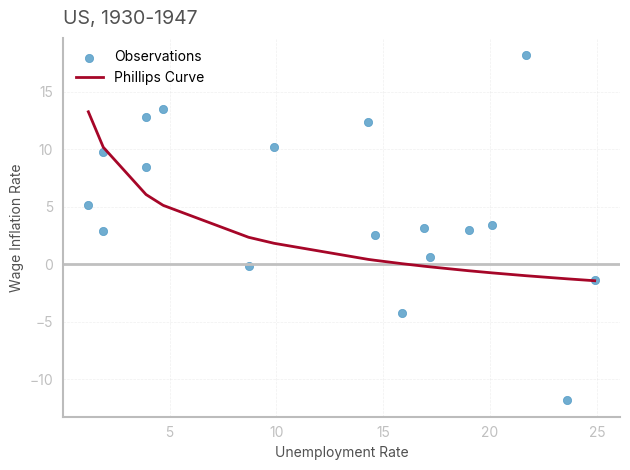 US, 1930-1947
Observations
Phillips Curve
15
10
5
0
−5
−10
Wage Inflation Rate
5
10
15
20
25
Unemployment Rate